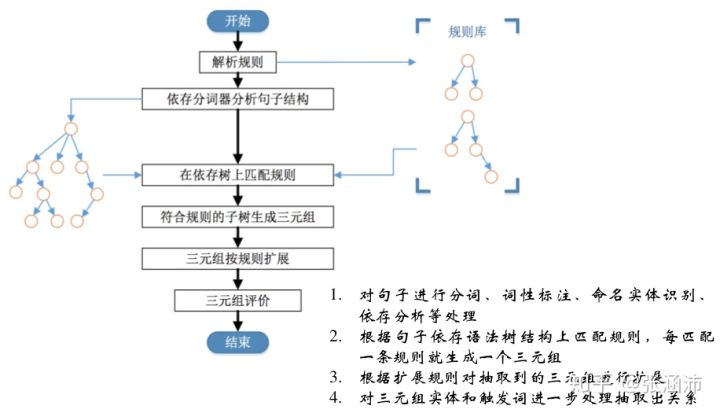 开始
规则库
解析规则
依存分词器分析句子结构
在依存树上匹配规则
符合规则的子树生成三元组
三元组按规则扩展
三元组评价
结束
1. 对句子进行分词、词性标注、命名实体识别、
依存分析等处理
2. 根据句子依存语法树结构上匹配规则，每匹配
一条规则就生成一个三元组
3. 根据扩展规则对抽取到的三元组进行扩展
4. 对三元组实体和触发词进一步处理抽取出关系
知乎 @张涵沛